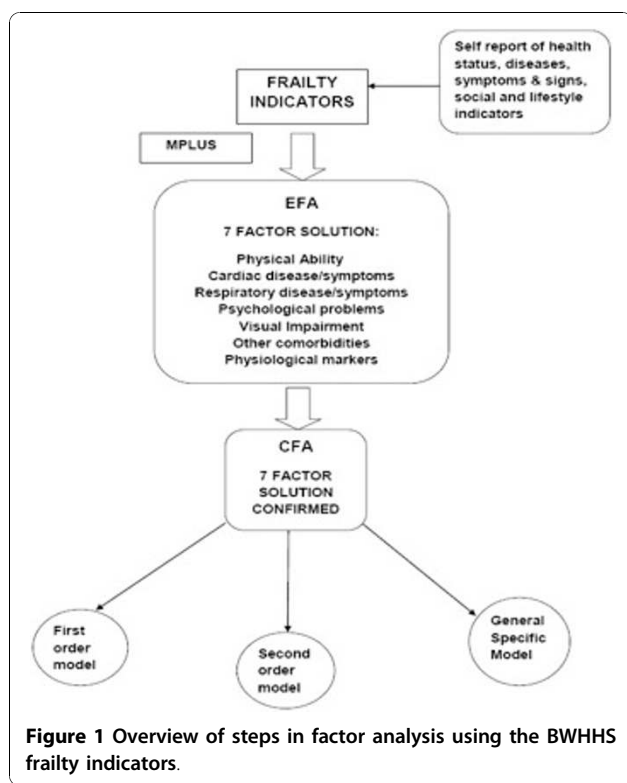 FRAILTY
INDICATORS
Self report of health
status, diseases,
symptoms & signs,
social and lifestyle
indicators
MPLUS
EFA
7 FACTOR SOLUTION:
Physical Ability
Cardiac disease/symptoms
Respiratory disease/symptoms
Psychological problems
Visual Impairment
Other comorbidities
Physiological markers
CFA
7 FACTOR
SOLUTION
CONFIRMED
First
order
model
Second
order
model
General
Specific
Model
Figure 1 Overview of steps in factor analysis using the BWHHS
frailty indicators.